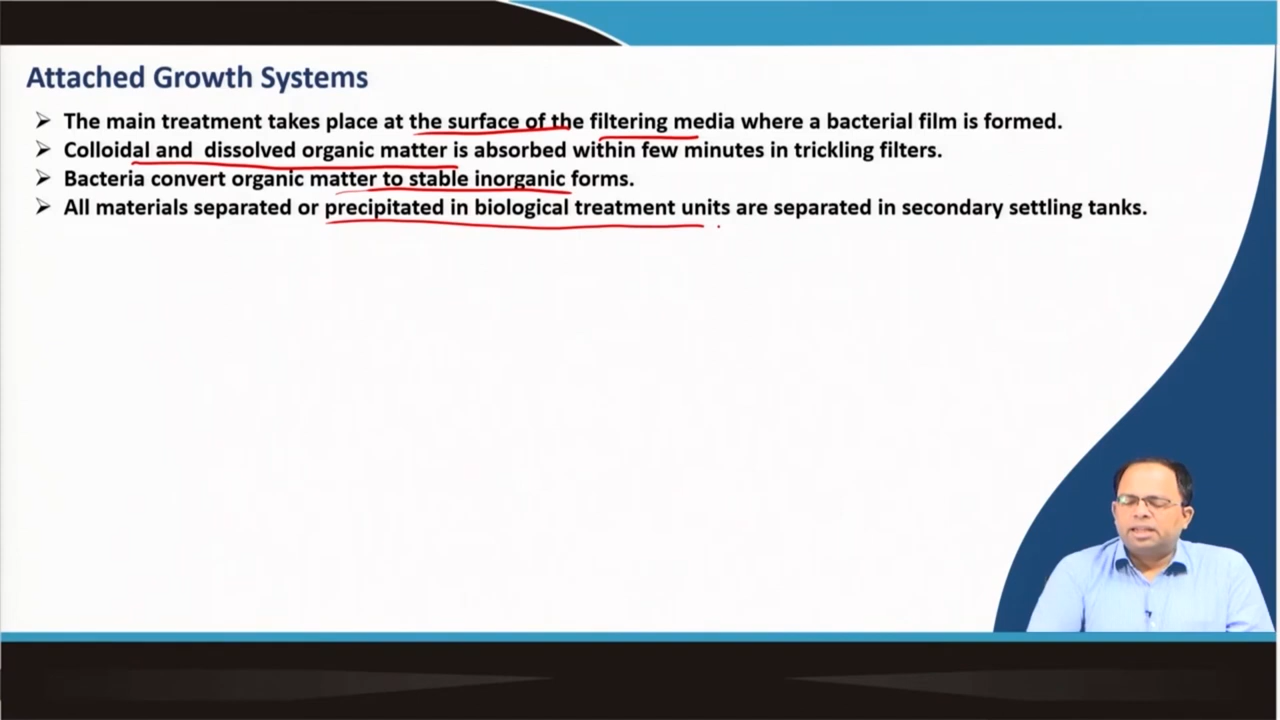 Attached Growth Systems
➢ The main treatment takes place at the surface of the filtering media where a bacterial film is formed.
➢ Colloidal and dissolved organic matter is absorbed within few minutes in trickling filters.
➢ Bacteria convert organic matter to stable inorganic forms.
➢ All materials separated or precipitated in biological treatment units are separated in secondary settling tanks.